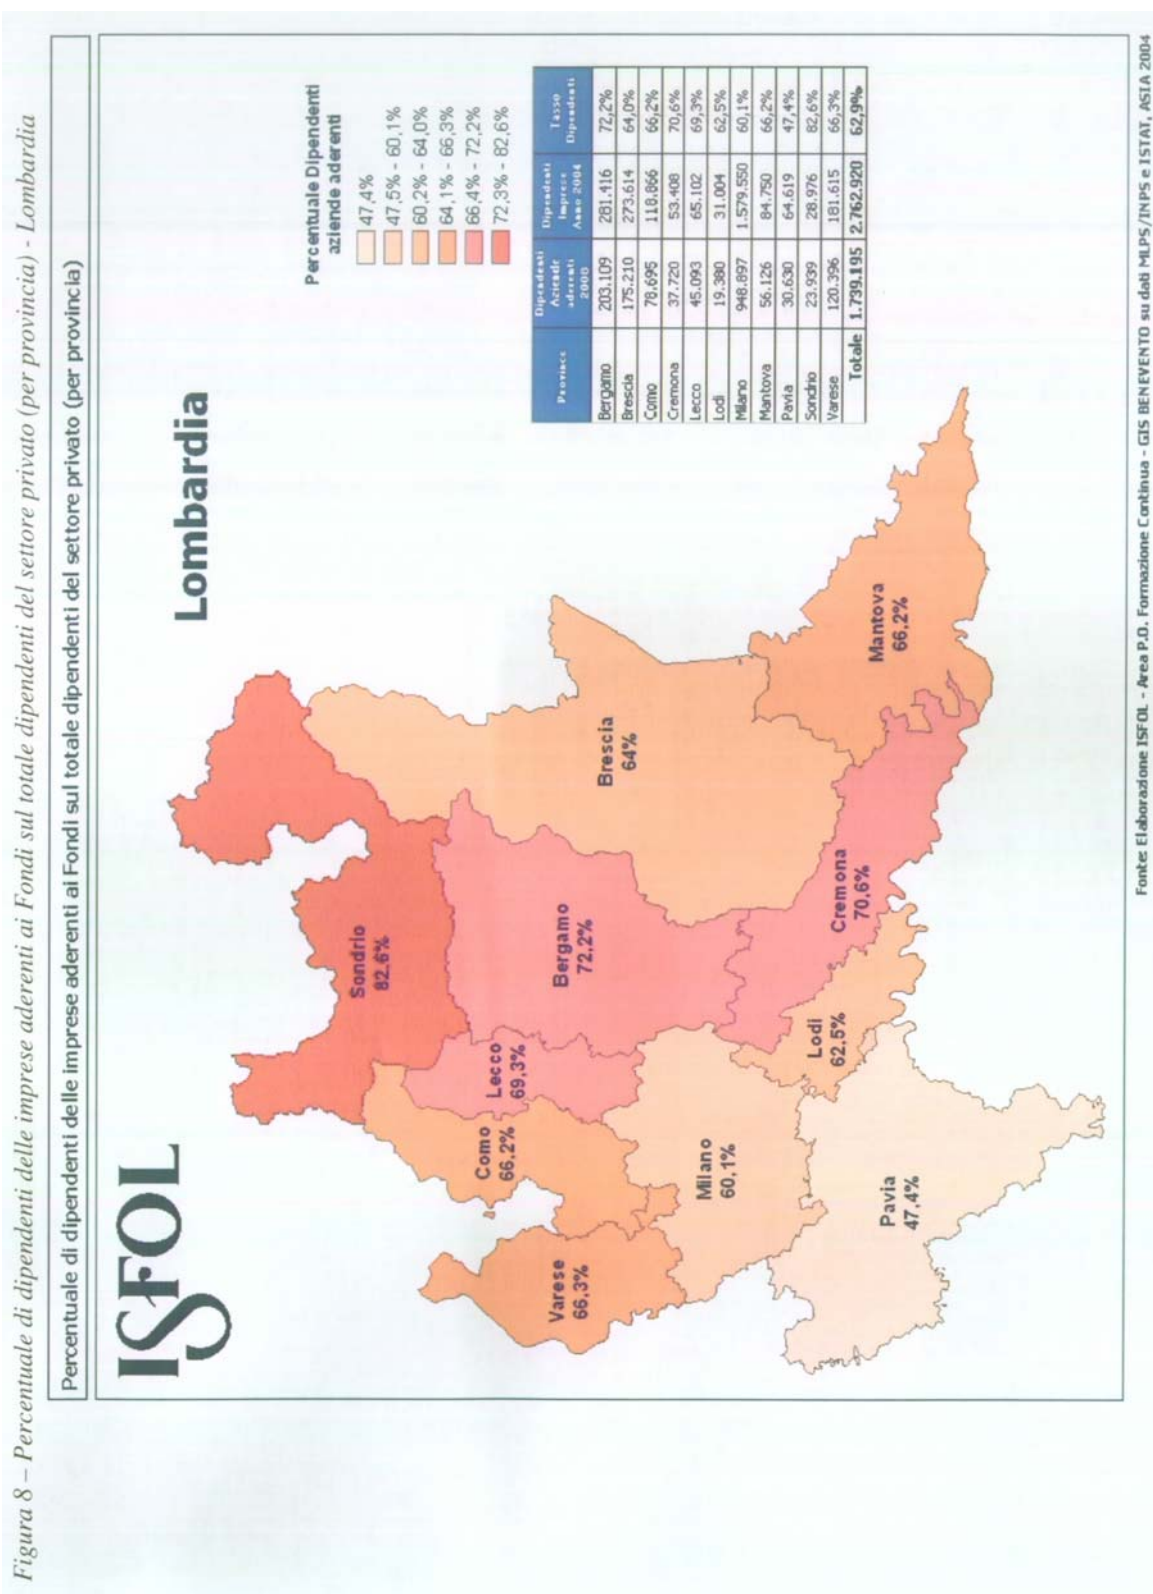 Figura 8 – Percentuale di dipendenti delle imprese aderenti ai Fondi sul totale dipendenti del settore privato (per provincia) - Lombardia
Percentuale di dipendenti delle imprese aderenti ai Fondi sul totale dipendenti del settore privato (per provincia)
ISFOL
Lombardia
Percentuale Dipendenti
aziende aderenti
47,4%
47,5% - 60,1%
60,2% - 64,0%
64,1% - 66,3%
66,4% - 72,2%
72,3% - 82,6%
Sondrio
82.6%
Como
66.2%
Lecco
69,3%
Varese
66,3%
Bergamo
72,2%
Brescia
64%
Milano
60,1%
Lodi
62,5%
Cremona
70,6%
Mantova
66,2%
Pavia
47,4%
Province Dipendenti Aziende aderenti Dipendenti Imprese Anno 2004 Tasso Dipendenti
Bergamo 203.109 281.416 72,2%
Brescia 175.210 273.614 64,0%
Como 78.695 118.866 66,2%
Cremona 37.720 53.408 70,6%
Lecco 45.093 65.102 69,3%
Lodi 19.380 31.004 62,5%
Milano 948.897 1.579.550 60,1%
Mantova 56.126 84.750 66,2%
Pavia 30.630 64.619 47,4%
Sondrio 23.939 28.976 82,6%
Varese 120.396 181.615 66,3%
Totale 1.739.195 2.762.920 62,9%
Fonte: Elaborazione ISFOL - Area P.O. Formazione Continua - GIS BENEVENTO su dati MLPS/INPS e ISTAT, ASIA 2004